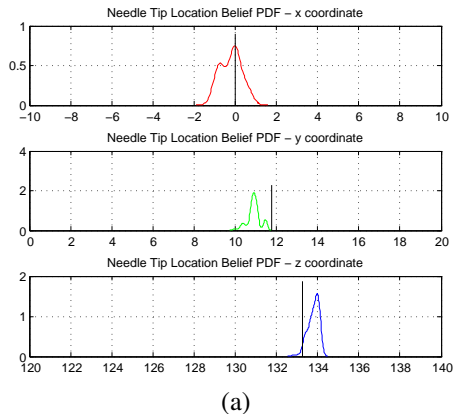 Needle Tip Location Belief PDF − x coordinate
1
0.5
0
−10 −8 −6 −4 −2 0 2 4 6 8 10
Needle Tip Location Belief PDF − y coordinate
4
2
0
0 2 4 6 8 10 12 14 16 18 20
Needle Tip Location Belief PDF − z coordinate
2
1
0
120 122 124 126 128 130 132 134 136 138 140
(a)